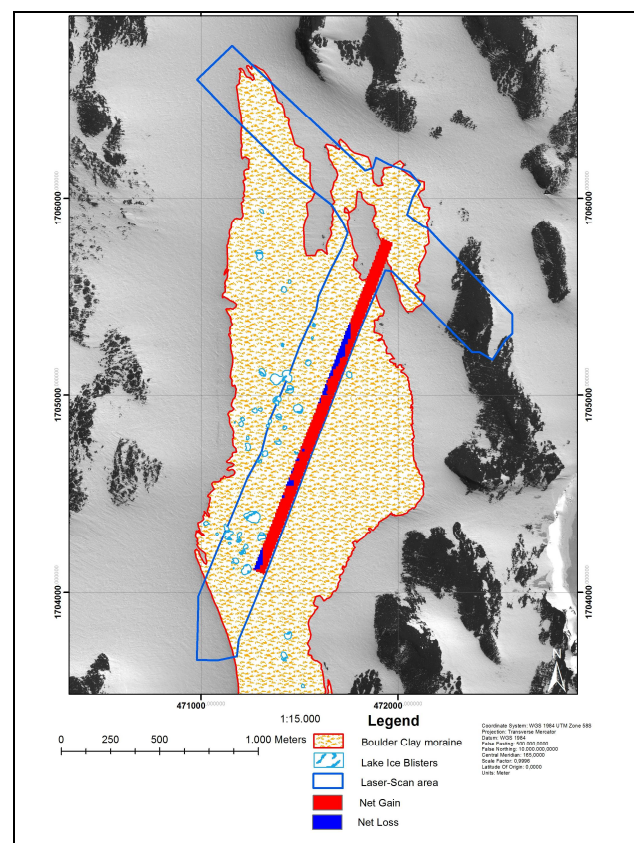 1706000
1706000
1705000
1705000
1704000
1704000
N
471000
472000
1:15.000
0 250 500 1.000 Meters
Legend
Boulder Clay moraine
Lake Ice Blisters
Laser-Scan area
Net Gain
Net Loss
Coordinate System: WGS 1984 UTM Zone 58S
Projection: Transverse Mercator
Datum: WGS 1984
False Easting: 500.000,0000
False Northing: 10.000.000,0000
Central Meridian: 165,0000
Scale Factor: 0,9996
Latitude Of Origin: 0,0000
Units: Meter